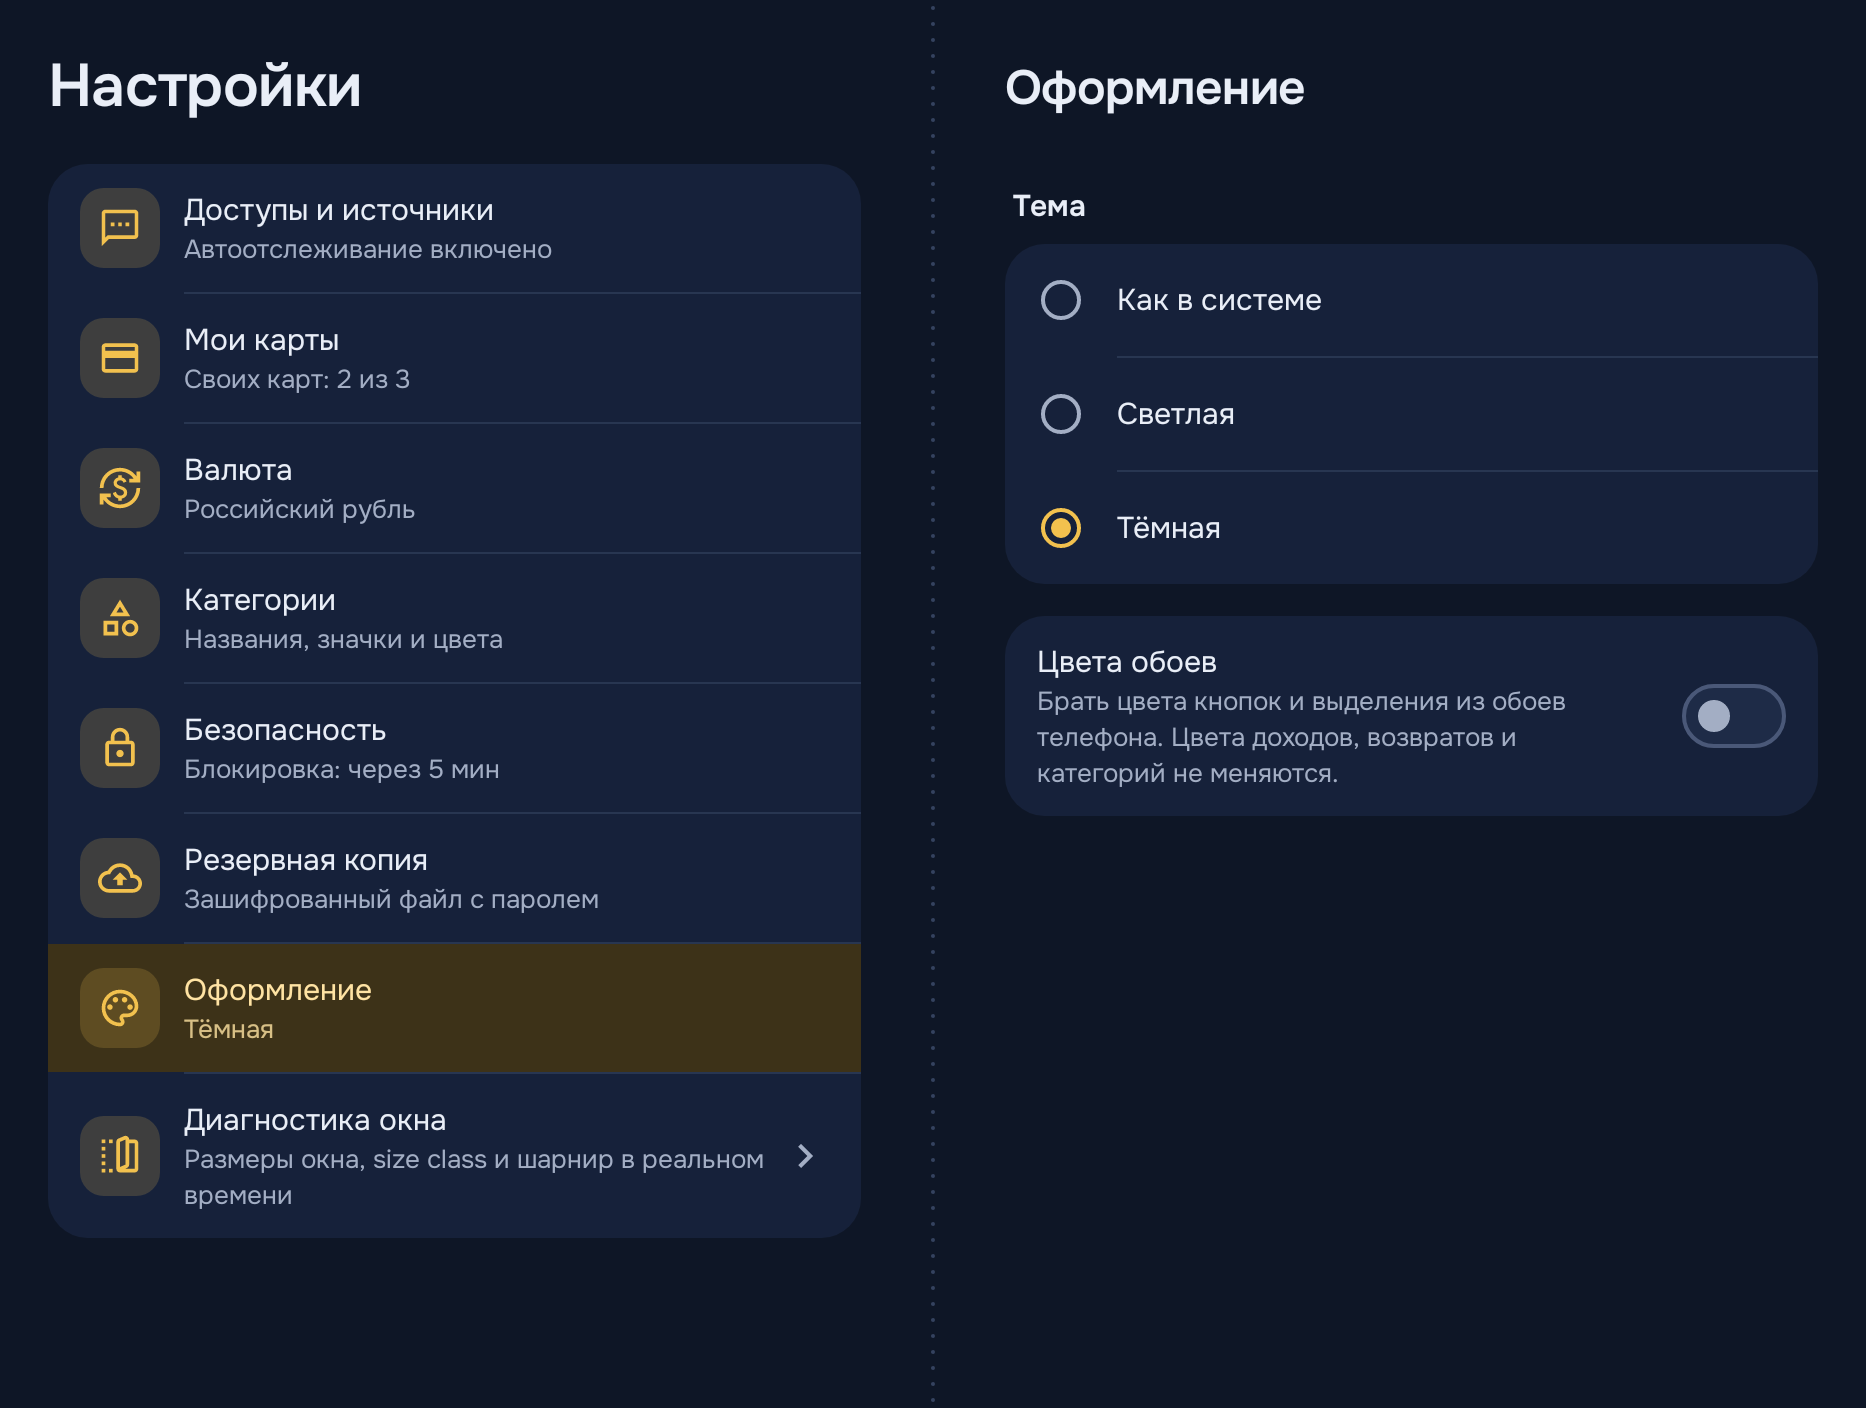 Настройки
Доступы и источники
Автоотслеживание включено
Мои карты
Своих карт: 2 из 3
Валюта
Российский рубль
Категории
Названия, значки и цвета
Безопасность
Блокировка: через 5 мин
Резервная копия
Зашифрованный файл с паролем
Оформление
Тёмная
Диагностика окна
Размеры окна, size class и шарнир в реальном
времени
Оформление
Тема
Как в системе
Светлая
Тёмная
Цвета обоев
Брать цвета кнопок и выделения из обоев
телефона. Цвета доходов, возвратов и
категорий не меняются.